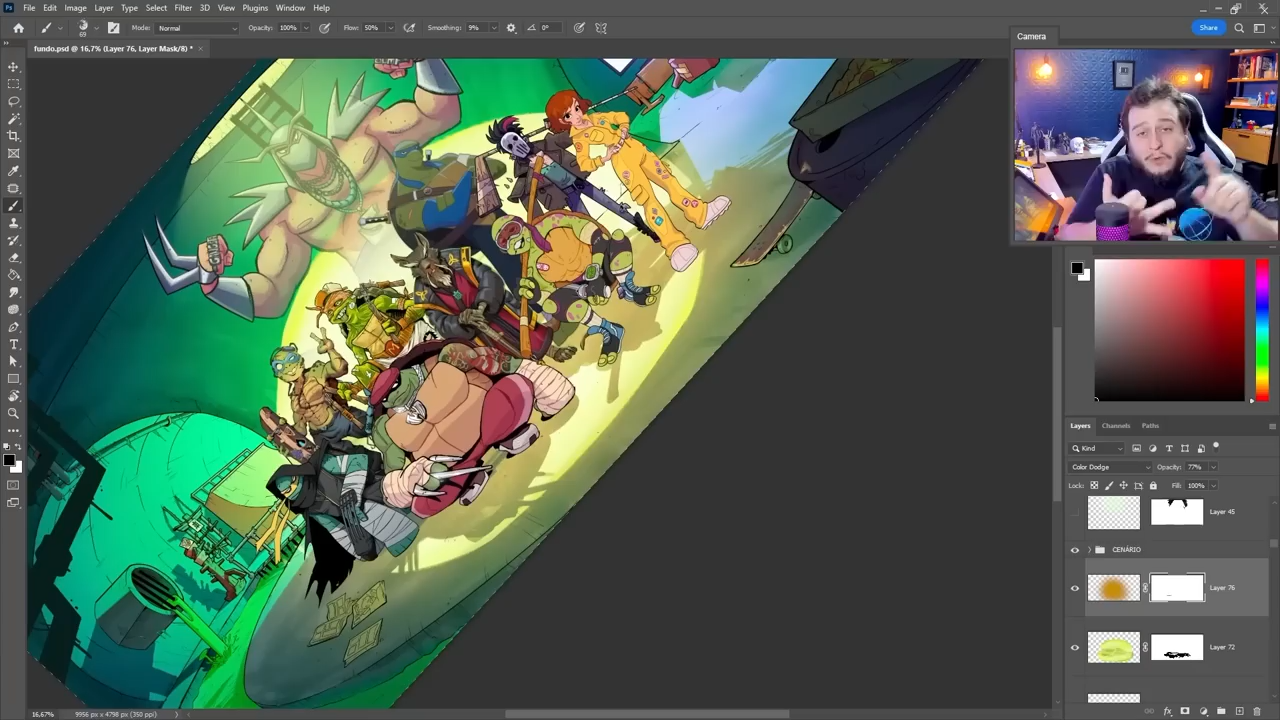 File Edit Image Layer Type Select Filter 3D View Plugins Window Help
69 Mode: Normal Opacity: 100% Flow: 50% Smoothing: 9% 0° Share
fundo.psd @ 16,7% (Layer 76, Layer Mask/8) * ×
Camera
Layers Channels Paths
Kind
Color Dodge Opacity: 77%
Lock: Fill: 100%
Layer 45
CENÁRIO
Layer 76
Layer 72
16,67% 9956 px x 4798 px (350 ppi)